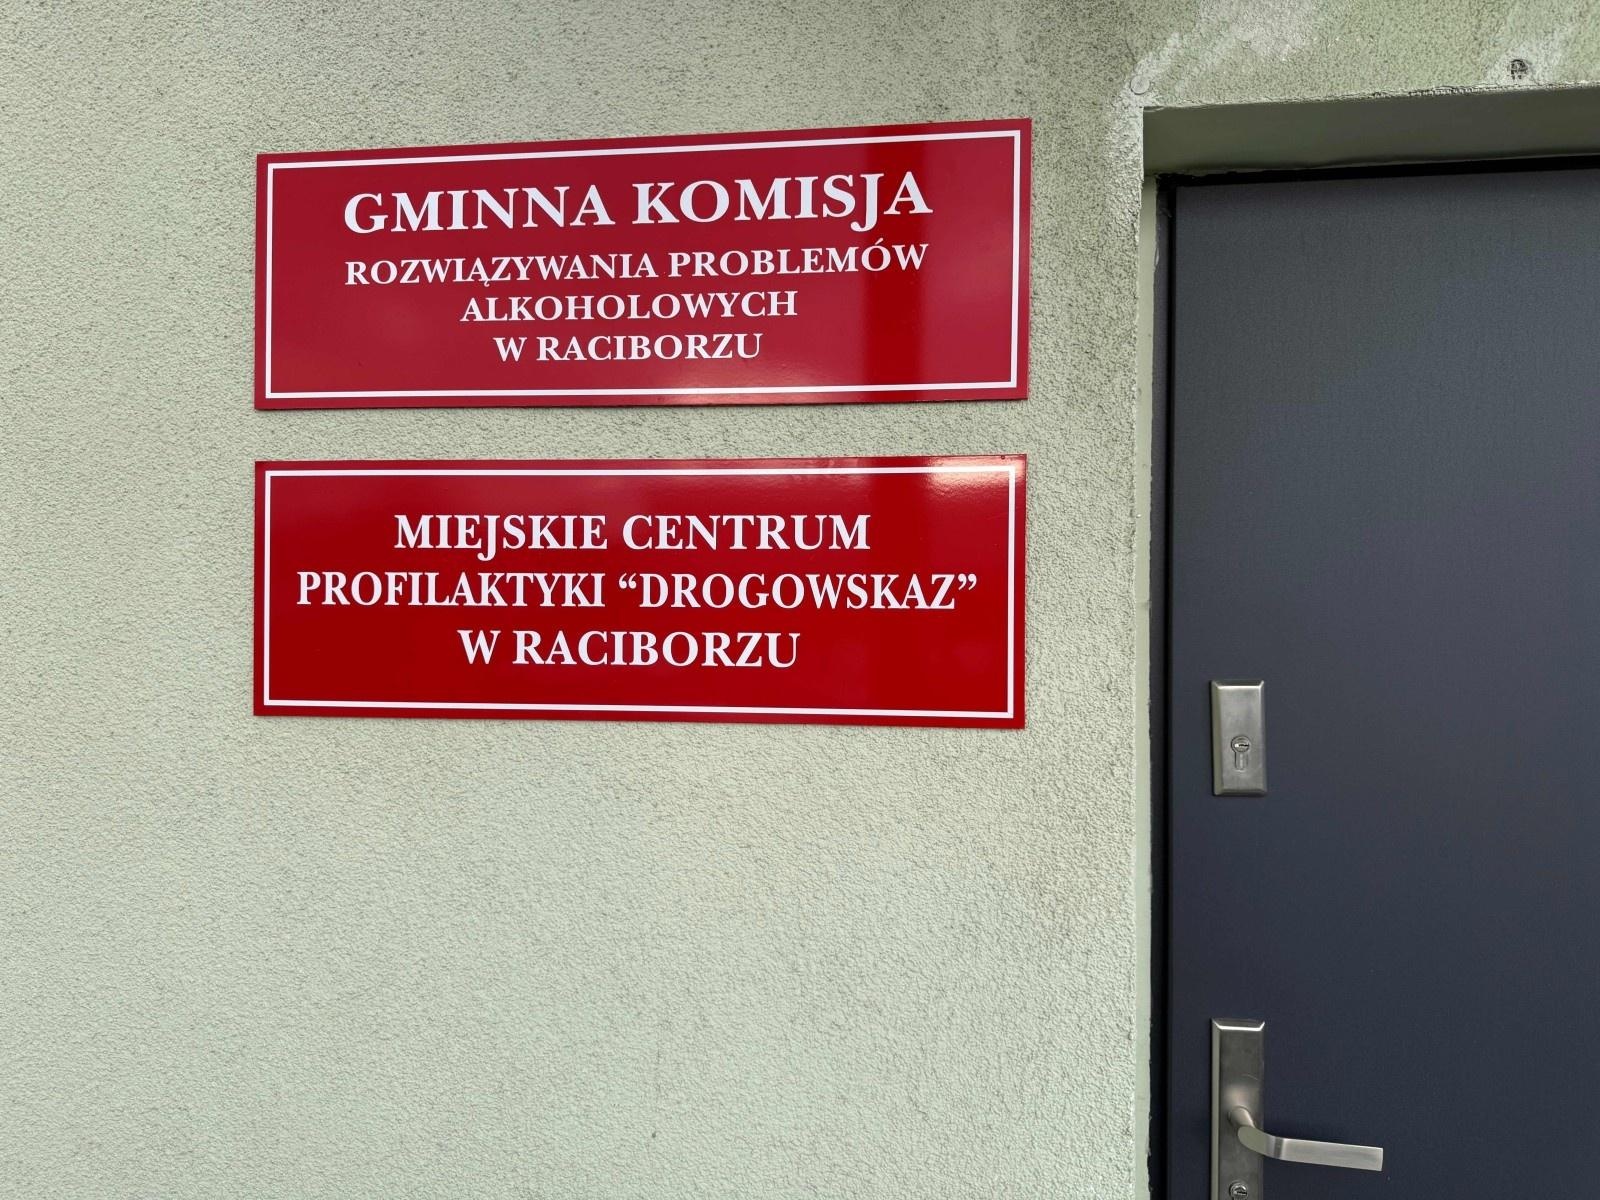 GMINNA KOMISJA
ROZWIĄZYWANIA PROBLEMÓW
ALKOHOLOWYCH
W RACIBORZU
MIEJSKIE CENTRUM
PROFILAKTYKI “DROGOWSKAZ”
W RACIBORZU